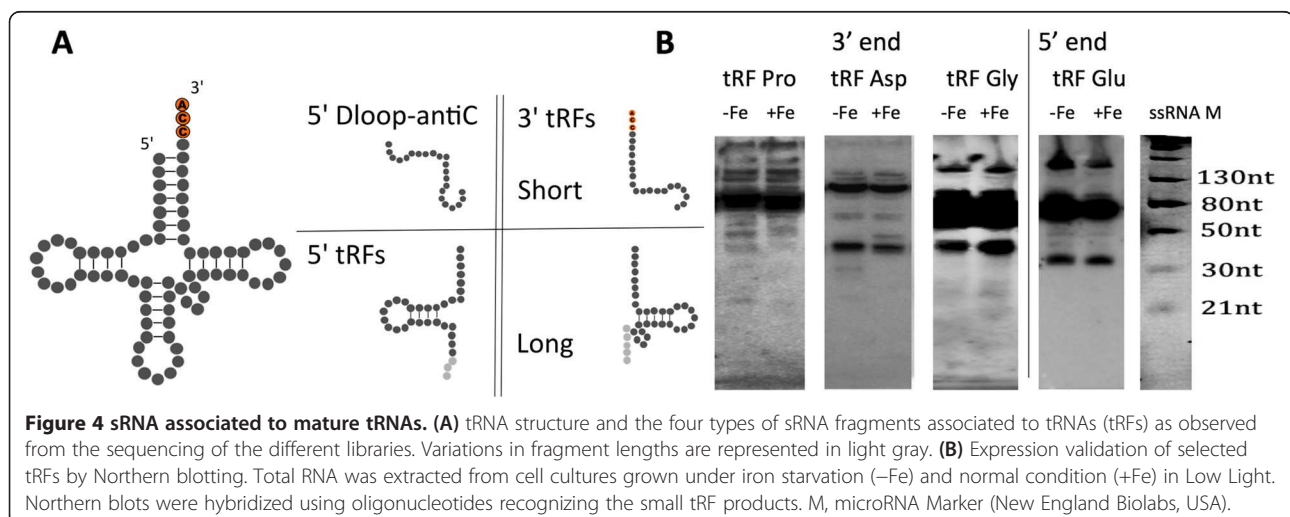 A
3'
A
C
C
5'
5' Dloop-antiC
3' tRFs
Short
5' tRFs
Long
B
3' end
5' end
tRF Pro
tRF Asp
tRF Gly
tRF Glu
-Fe +Fe
-Fe +Fe
-Fe +Fe
-Fe +Fe
ssRNA M
130nt
80nt
50nt
30nt
21nt
Figure 4 sRNA associated to mature tRNAs. (A) tRNA structure and the four types of sRNA fragments associated to tRNAs (tRFs) as observed
from the sequencing of the different libraries. Variations in fragment lengths are represented in light gray. (B) Expression validation of selected
tRFs by Northern blotting. Total RNA was extracted from cell cultures grown under iron starvation (−Fe) and normal condition (+Fe) in Low Light.
Northern blots were hybridized using oligonucleotides recognizing the small tRF products. M, microRNA Marker (New England Biolabs, USA).